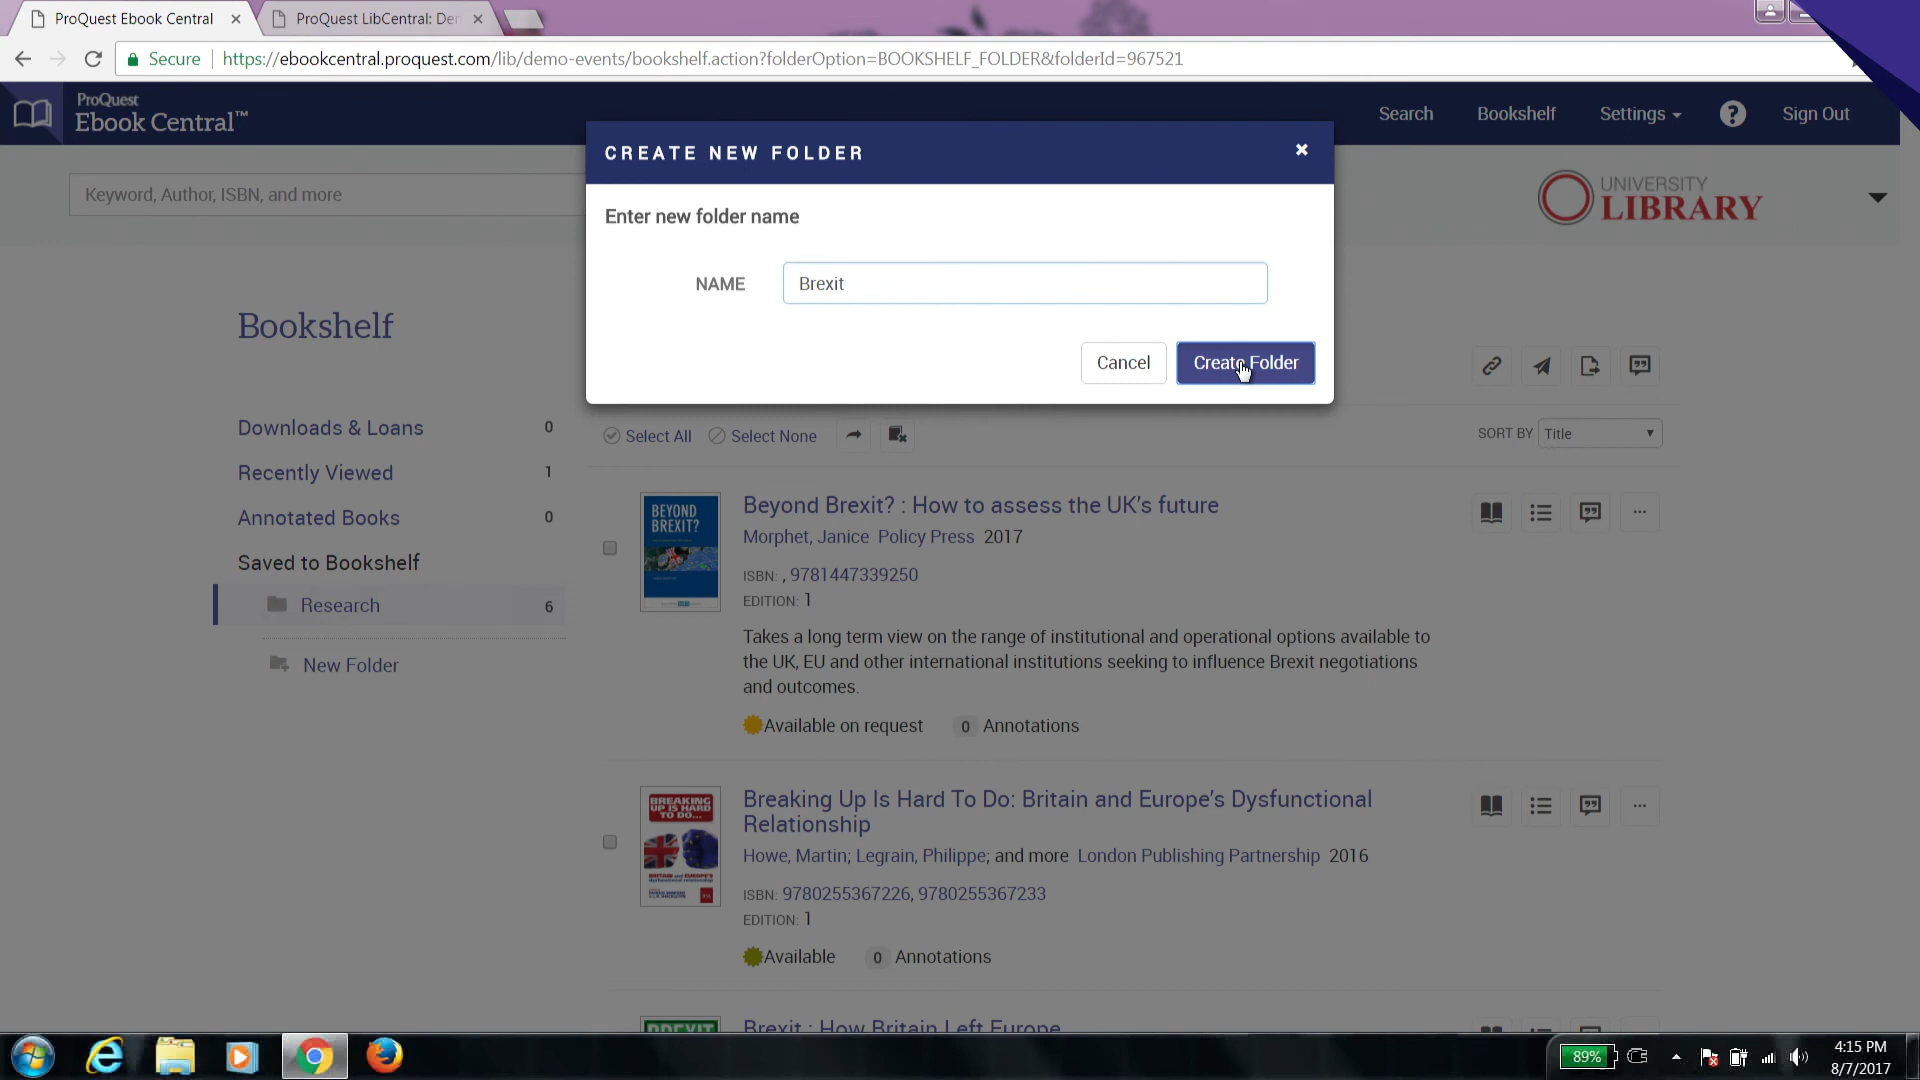 ProQuest Ebook Central
ProQuest LibCentral: De
Secure
https://ebookcentral.proquest.com/lib/demo-events/bookshelf.action?folderOption=BOOKSHELF_FOLDER&folderId=967521
ProQuest
Ebook Central™
Search
Bookshelf
Settings
?
Sign Out
CREATE NEW FOLDER
Enter new folder name
NAME
Brexit
Cancel
Create Folder
Keyword, Author, ISBN, and more
UNIVERSITY
LIBRARY
Bookshelf
Downloads & Loans 0
Recently Viewed 1
Annotated Books 0
Saved to Bookshelf
Research 6
New Folder
Select All
Select None
SORT BY Title
BEYOND
BREXIT?
Beyond Brexit? : How to assess the UK's future
Morphet, Janice Policy Press 2017
ISBN: , 9781447339250
EDITION: 1
Takes a long term view on the range of institutional and operational options available to
the UK, EU and other international institutions seeking to influence Brexit negotiations
and outcomes.
Available on request 0 Annotations
BREAKING
UP IS HARD
TO DO...
Breaking Up Is Hard To Do: Britain and Europe's Dysfunctional
Relationship
Howe, Martin; Legrain, Philippe; and more London Publishing Partnership 2016
ISBN: 9780255367226, 9780255367233
EDITION: 1
Available 0 Annotations
BREXIT
Brexit : How Britain Left Europe
89%
4:15 PM
8/7/2017